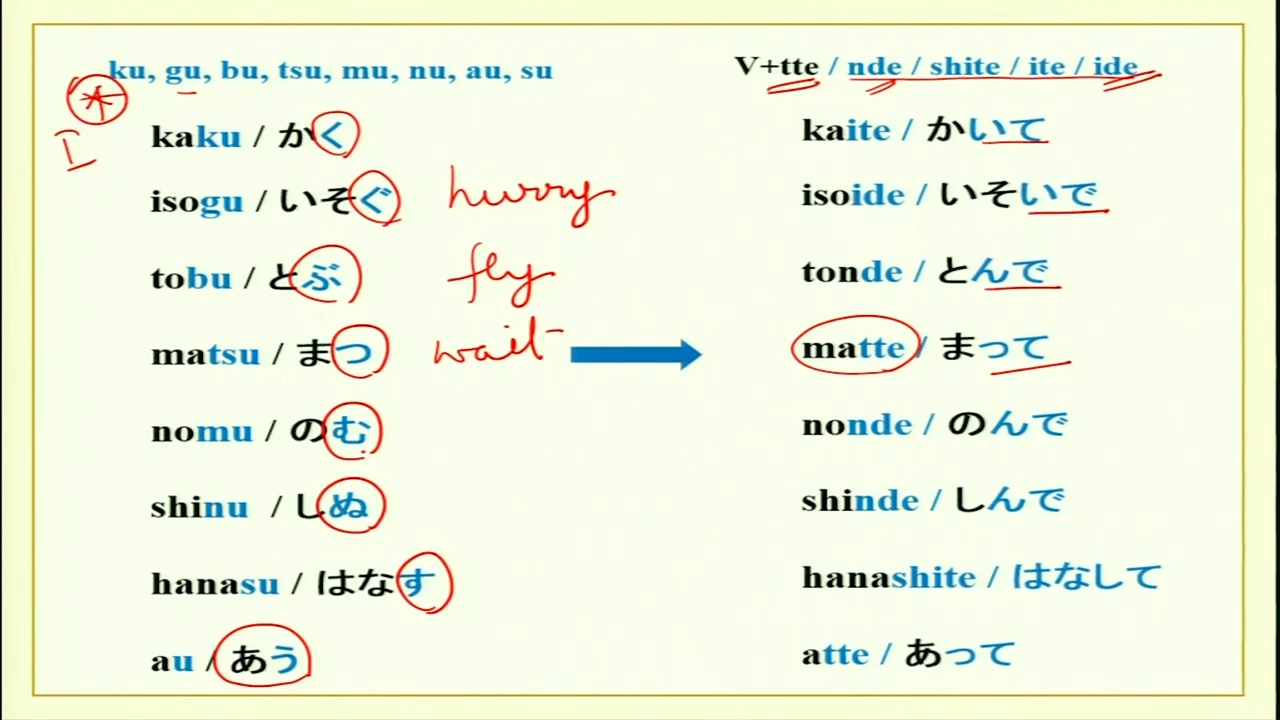 ku, gu, bu, tsu, mu, nu, au, su
V+tte / nde / shite / ite / ide
I
kaku / かく
kaite / かいて
isogu / いそぐ hurry
isoide / いそいで
tobu / とぶ fly
tonde / とんで
matsu / まつ wait
matte / まって
nomu / のむ
nonde / のんで
shinu / しぬ
shinde / しんで
hanasu / はなす
hanashite / はなして
au / あう
atte / あって